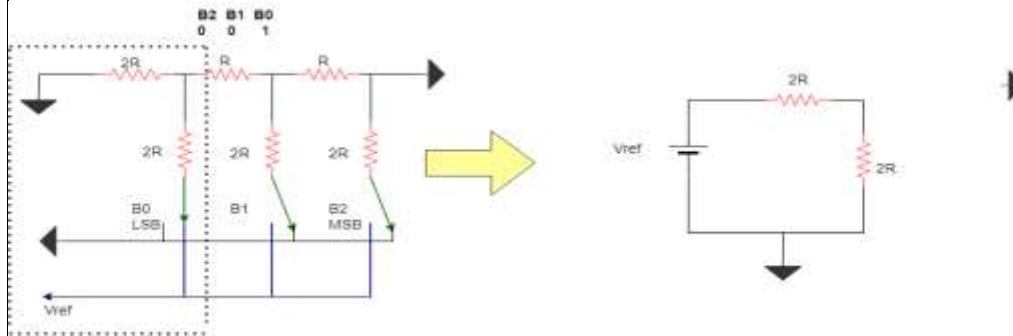 B2 B1 B0
0 0 1
2R R R
2R 2R 2R
B0 B1 B2
LSB MSB
Vref
2R
Vref
2R